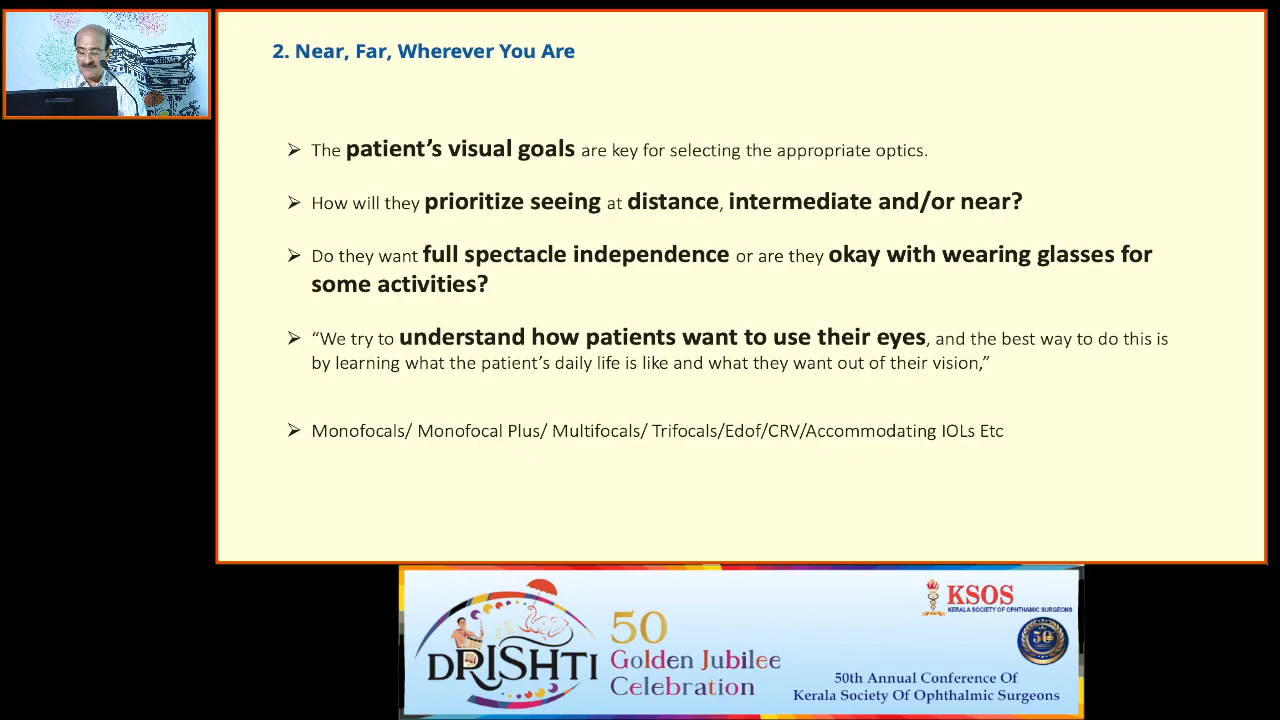 2. Near, Far, Wherever You Are
➢ The patient’s visual goals are key for selecting the appropriate optics.
➢ How will they prioritize seeing at distance, intermediate and/or near?
➢ Do they want full spectacle independence or are they okay with wearing glasses for
some activities?
➢ “We try to understand how patients want to use their eyes, and the best way to do this is
by learning what the patient’s daily life is like and what they want out of their vision,”
➢ Monofocals/ Monofocal Plus/ Multifocals/ Trifocals/Edof/CRV/Accommodating IOLs Etc
DRISHTI
50
Golden Jubilee
Celebration
KSOS
KERALA SOCIETY OF OPHTHAMIC SURGEONS
50
50th Annual Conference Of
Kerala Society Of Ophthalmic Surgeons